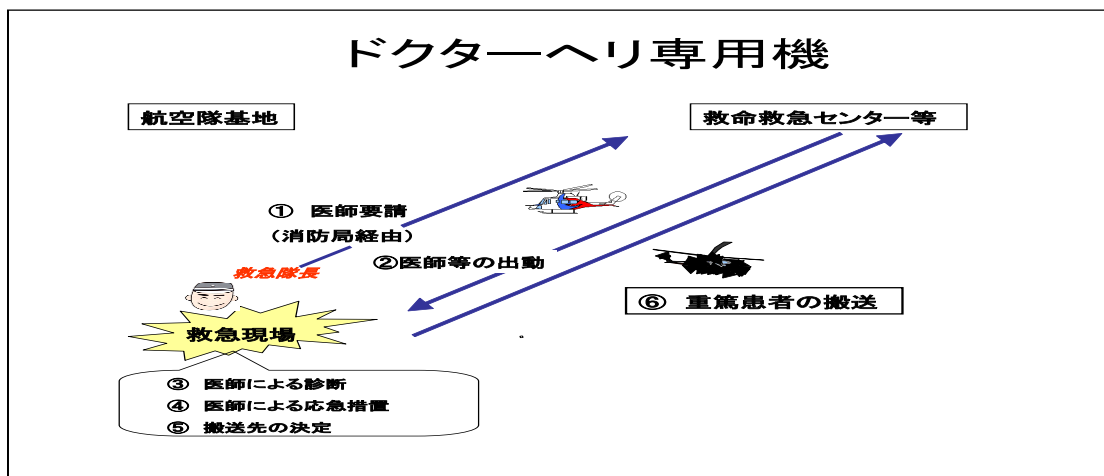 ドクターヘリ専用機
航空隊基地
救命救急センター等
① 医師要請
（消防局経由）
②医師等の出動
救急隊長
⑥ 重篤患者の搬送
救急現場
③ 医師による診断
④ 医師による応急措置
⑤ 搬送先の決定